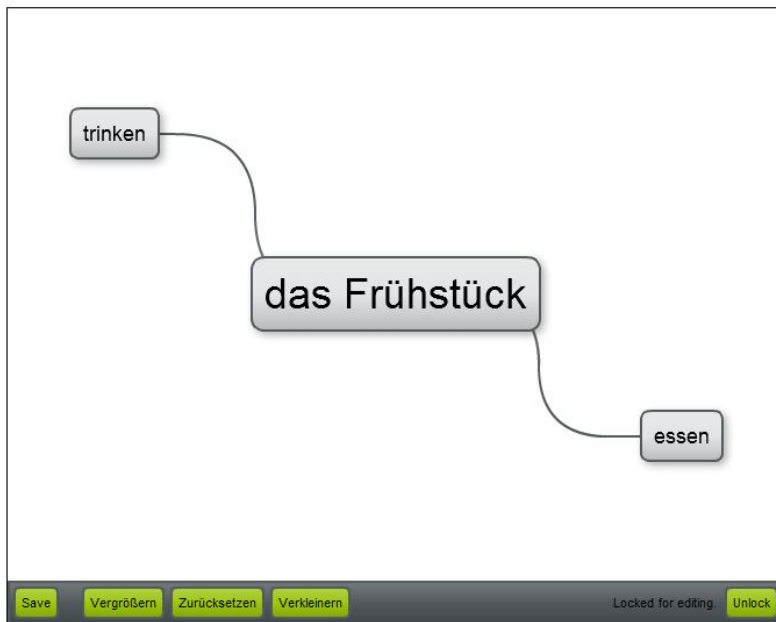 trinken
das Frühstück
essen
Save Vergrößern Zurücksetzen Verkleinern Locked for editing. Unlock